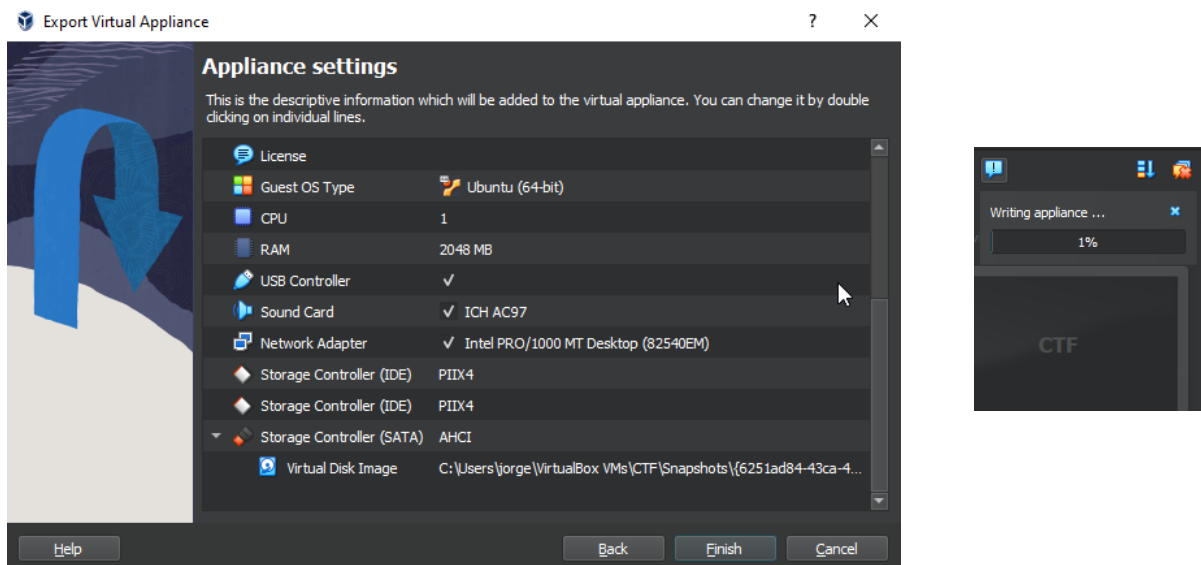 Export Virtual Appliance
?
Appliance settings
This is the descriptive information which will be added to the virtual appliance. You can change it by double
clicking on individual lines.
License
Guest OS Type Ubuntu (64-bit)
CPU 1
RAM 2048 MB
USB Controller ✓
Sound Card ✓ ICH AC97
Network Adapter ✓ Intel PRO/1000 MT Desktop (82540EM)
Storage Controller (IDE) PIIX4
Storage Controller (IDE) PIIX4
Storage Controller (SATA) AHCI
Virtual Disk Image C:\Users\jorge\VirtualBox VMs\CTF\Snapshots\{6251ad84-43ca-4...
Help Back Finish Cancel
Writing appliance ...
1%
CTF